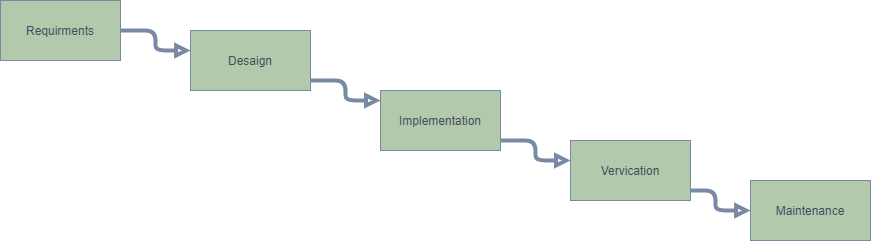 Requirments
Desaign
Implementation
Vervication
Maintenance